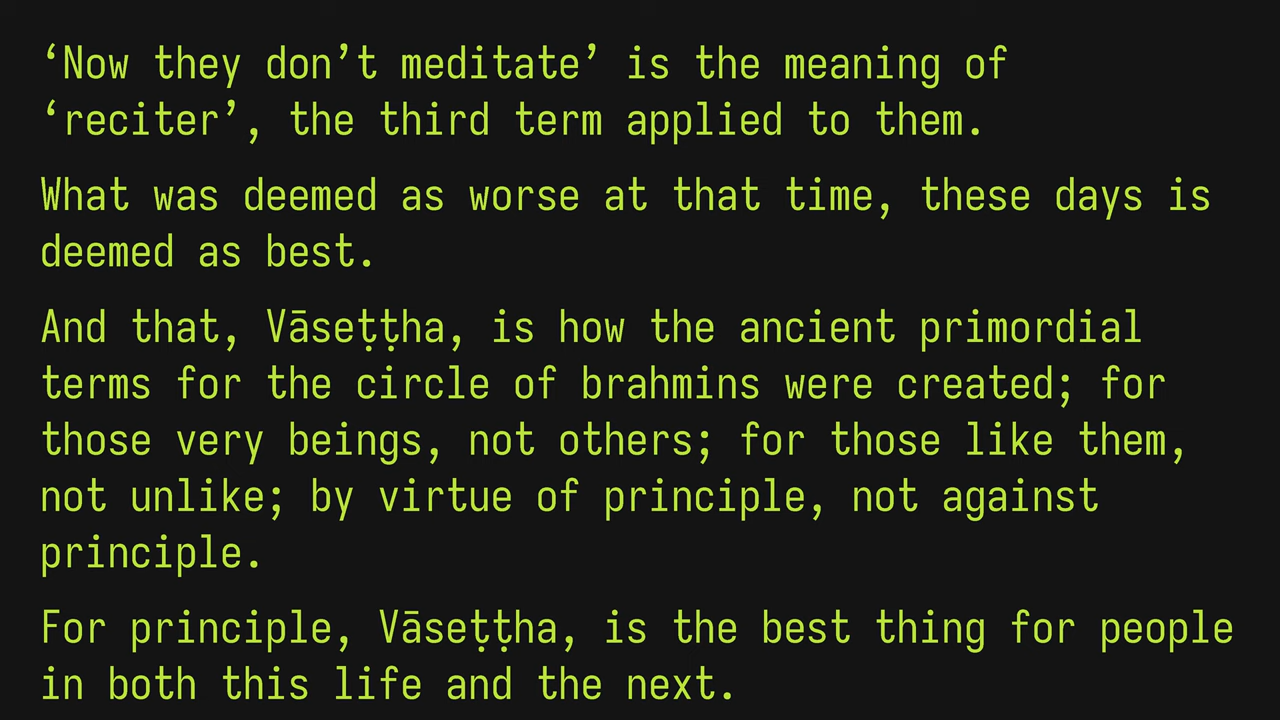 ‘Now they don’t meditate’ is the meaning of
‘reciter’, the third term applied to them.
What was deemed as worse at that time, these days is
deemed as best.
And that, Vāseṭṭha, is how the ancient primordial
terms for the circle of brahmins were created; for
those very beings, not others; for those like them,
not unlike; by virtue of principle, not against
principle.
For principle, Vāseṭṭha, is the best thing for people
in both this life and the next.